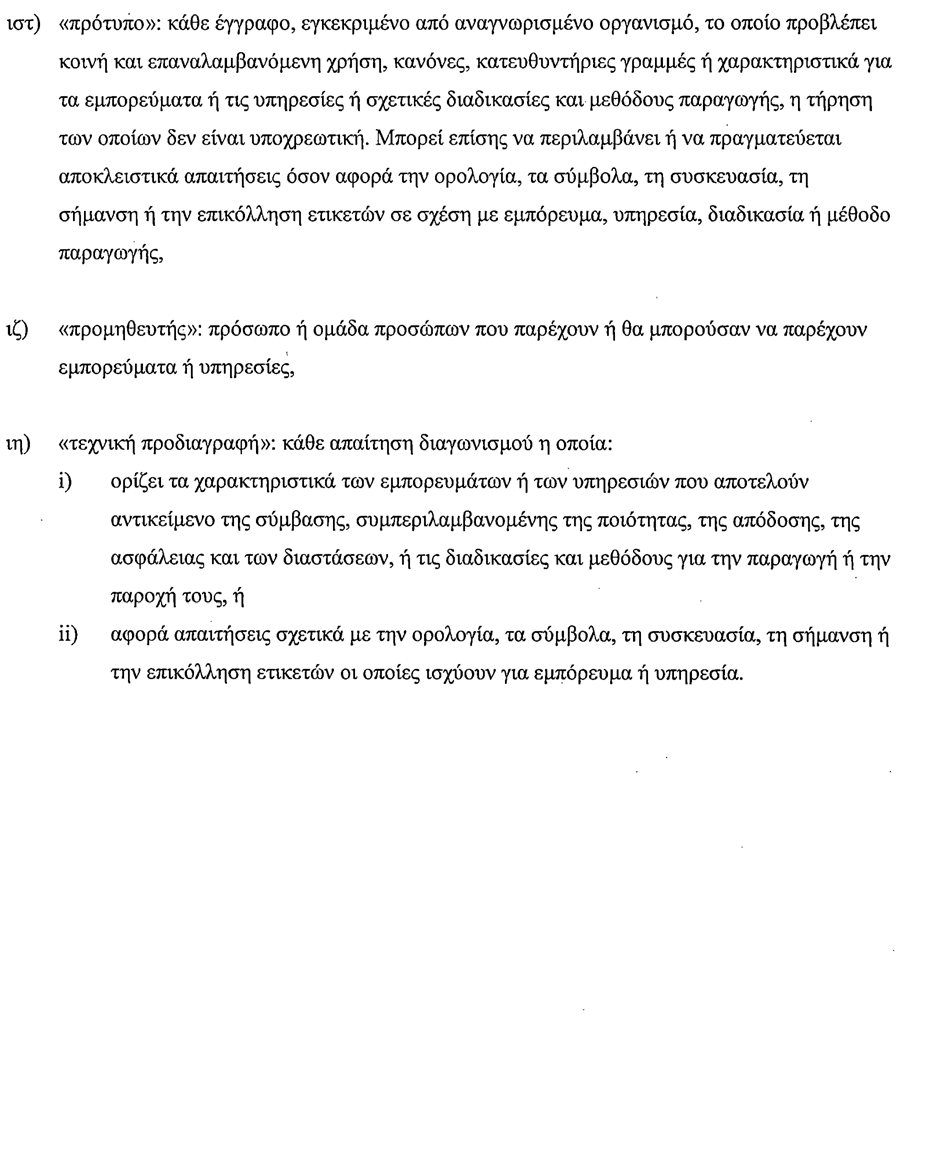 ιστ) «πρότυπο»: κάθε έγγραφο, εγκεκριμένο από αναγνωρισμένο οργανισμό, το οποίο προβλέπει
κοινή και επαναλαμβανόμενη χρήση, κανόνες, κατευθυντήριες γραμμές ή χαρακτηριστικά για
τα εμπορεύματα ή τις υπηρεσίες ή σχετικές διαδικασίες και μεθόδους παραγωγής, η τήρηση
των οποίων δεν είναι υποχρεωτική. Μπορεί επίσης να περιλαμβάνει ή να πραγματεύεται
αποκλειστικά απαιτήσεις όσον αφορά την ορολογία, τα σύμβολα, τη συσκευασία, τη
σήμανση ή την επικόλληση ετικετών σε σχέση με εμπόρευμα, υπηρεσία, διαδικασία ή μέθοδο
παραγωγής,
ιζ) «προμηθευτής»: πρόσωπο ή ομάδα προσώπων που παρέχουν ή θα μπορούσαν να παρέχουν
εμπορεύματα ή υπηρεσίες,
ιη) «τεχνική προδιαγραφή»: κάθε απαίτηση διαγωνισμού η οποία:
i) ορίζει τα χαρακτηριστικά των εμπορευμάτων ή των υπηρεσιών που αποτελούν
αντικείμενο της σύμβασης, συμπεριλαμβανομένης της ποιότητας, της απόδοσης, της
ασφάλειας και των διαστάσεων, ή τις διαδικασίες και μεθόδους για την παραγωγή ή την
παροχή τους, ή
ii) αφορά απαιτήσεις σχετικά με την ορολογία, τα σύμβολα, τη συσκευασία, τη σήμανση ή
την επικόλληση ετικετών οι οποίες ισχύουν για εμπόρευμα ή υπηρεσία.